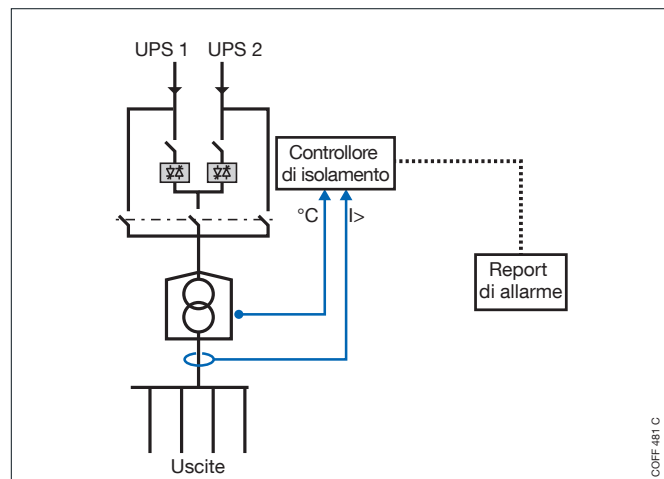 UPS 1 UPS 2
Controllore
di isolamento
°C I>
Report
di allarme
Uscite
COFF 481 C